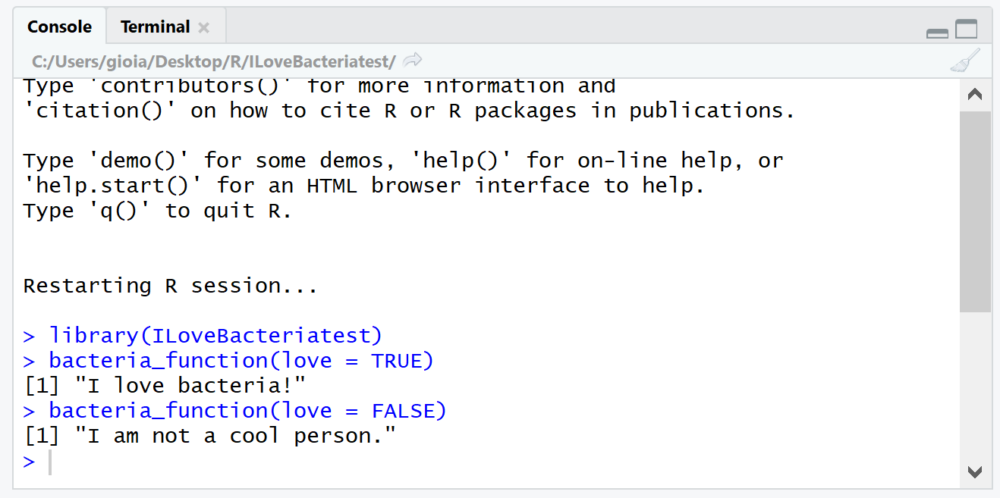 Console Terminal
C:/Users/gioia/Desktop/R/ILoveBacteriatest/
Type 'contributors()' for more information and
'citation()' on how to cite R or R packages in publications.
Type 'demo()' for some demos, 'help()' for on-line help, or
'help.start()' for an HTML browser interface to help.
Type 'q()' to quit R.
Restarting R session...
> library(ILoveBacteriatest)
> bacteria_function(love = TRUE)
[1] "I love bacteria!"
> bacteria_function(love = FALSE)
[1] "I am not a cool person."
>